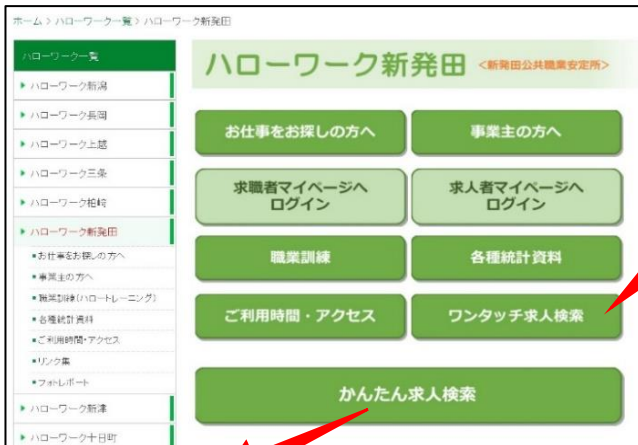 ホーム > ハローワーク一覧 > ハローワーク新発田
ハローワーク一覧
ハローワーク新潟
ハローワーク長岡
ハローワーク上越
ハローワーク三条
ハローワーク柏崎
ハローワーク新発田
お仕事をお探しの方へ
事業主の方へ
職業訓練(ハロートレーニング)
各種統計資料
ご利用時間・アクセス
リンク集
フォトレポート
ハローワーク新津
ハローワーク十日町
ハローワーク新発田 <新発田公共職業安定所>
お仕事をお探しの方へ
事業主の方へ
求職者マイページへ
ログイン
求人者マイページへ
ログイン
職業訓練
各種統計資料
ご利用時間・アクセス
ワンタッチ求人検索
かんたん求人検索